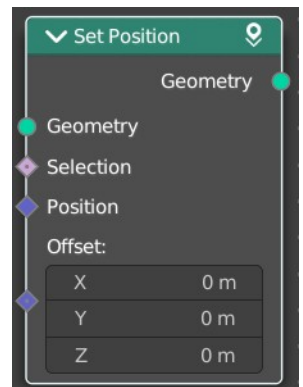 Set Position
Geometry
Geometry
Selection
Position
Offset:
X 0 m
Y 0 m
Z 0 m